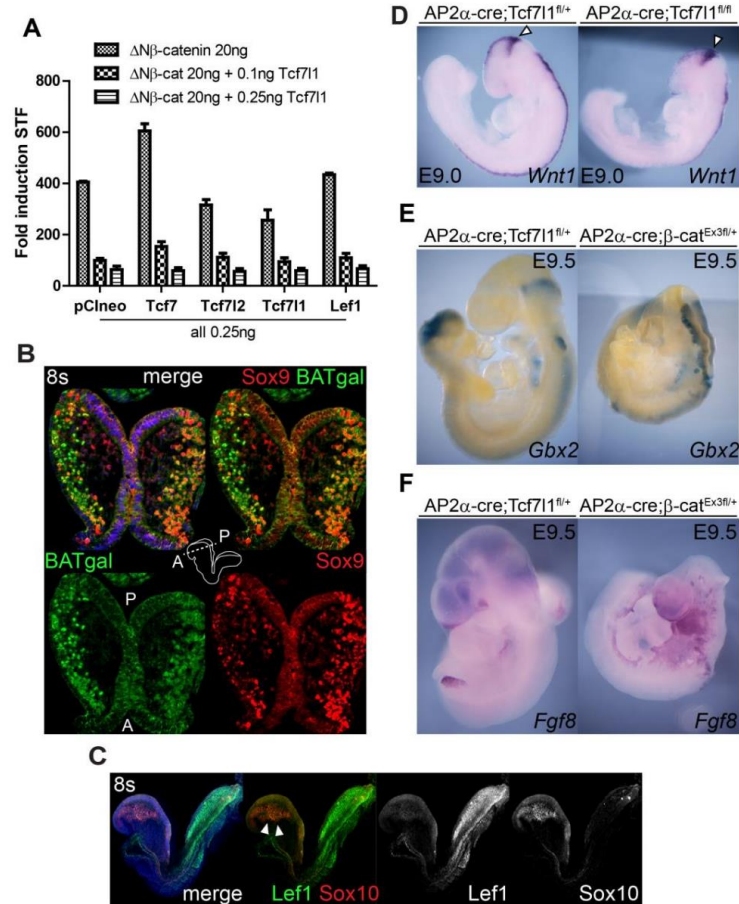 A
ΔNβ-catenin 20ng
ΔNβ-cat 20ng + 0.1ng Tcf7l1
ΔNβ-cat 20ng + 0.25ng Tcf7l1
Fold induction STF
800
600
400
200
0
pCIneo Tcf7 Tcf7l2 Tcf7l1 Lef1
all 0.25ng
B
8s merge Sox9 BATgal
A P
BATgal Sox9
P
A
C
8s
merge Lef1 Sox10 Lef1 Sox10
D
AP2α-cre;Tcf7l1fl/+ AP2α-cre;Tcf7l1fl/fl
E9.0 Wnt1 E9.0 Wnt1
E
AP2α-cre;Tcf7l1fl/+ AP2α-cre;β-catEx3fl/+
E9.5 E9.5
Gbx2 Gbx2
F
AP2α-cre;Tcf7l1fl/+ AP2α-cre;β-catEx3fl/+
E9.5 E9.5
Fgf8 Fgf8